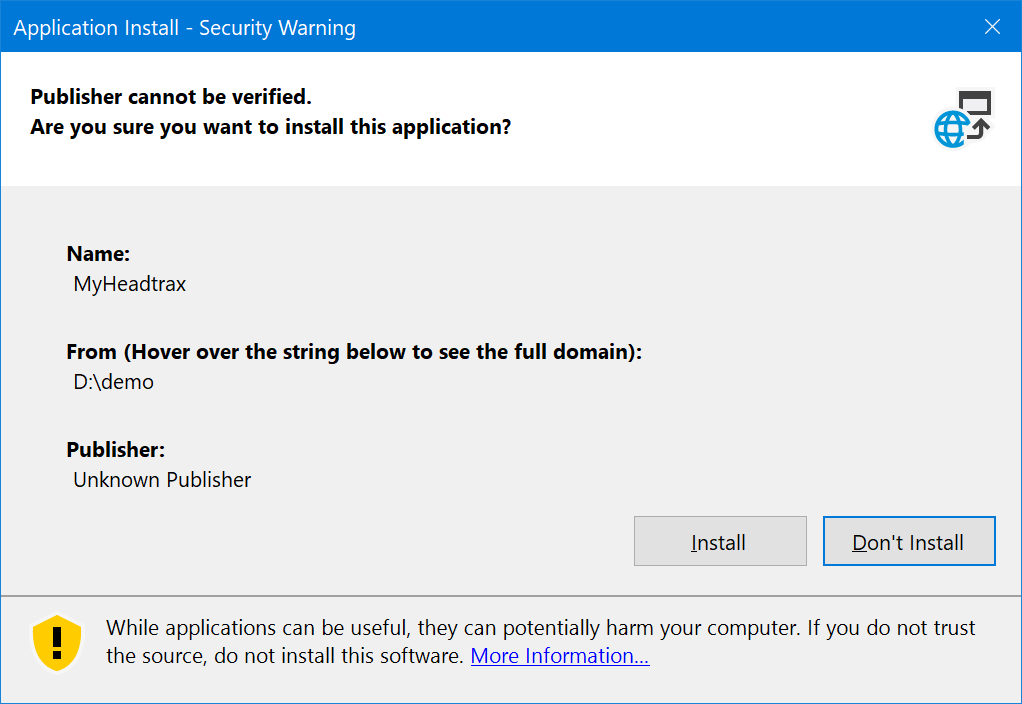 Application Install - Security Warning
Publisher cannot be verified.
Are you sure you want to install this application?
Name:
MyHeadtrax
From (Hover over the string below to see the full domain):
D:\demo
Publisher:
Unknown Publisher
Install
Don't Install
While applications can be useful, they can potentially harm your computer. If you do not trust
the source, do not install this software. More Information...